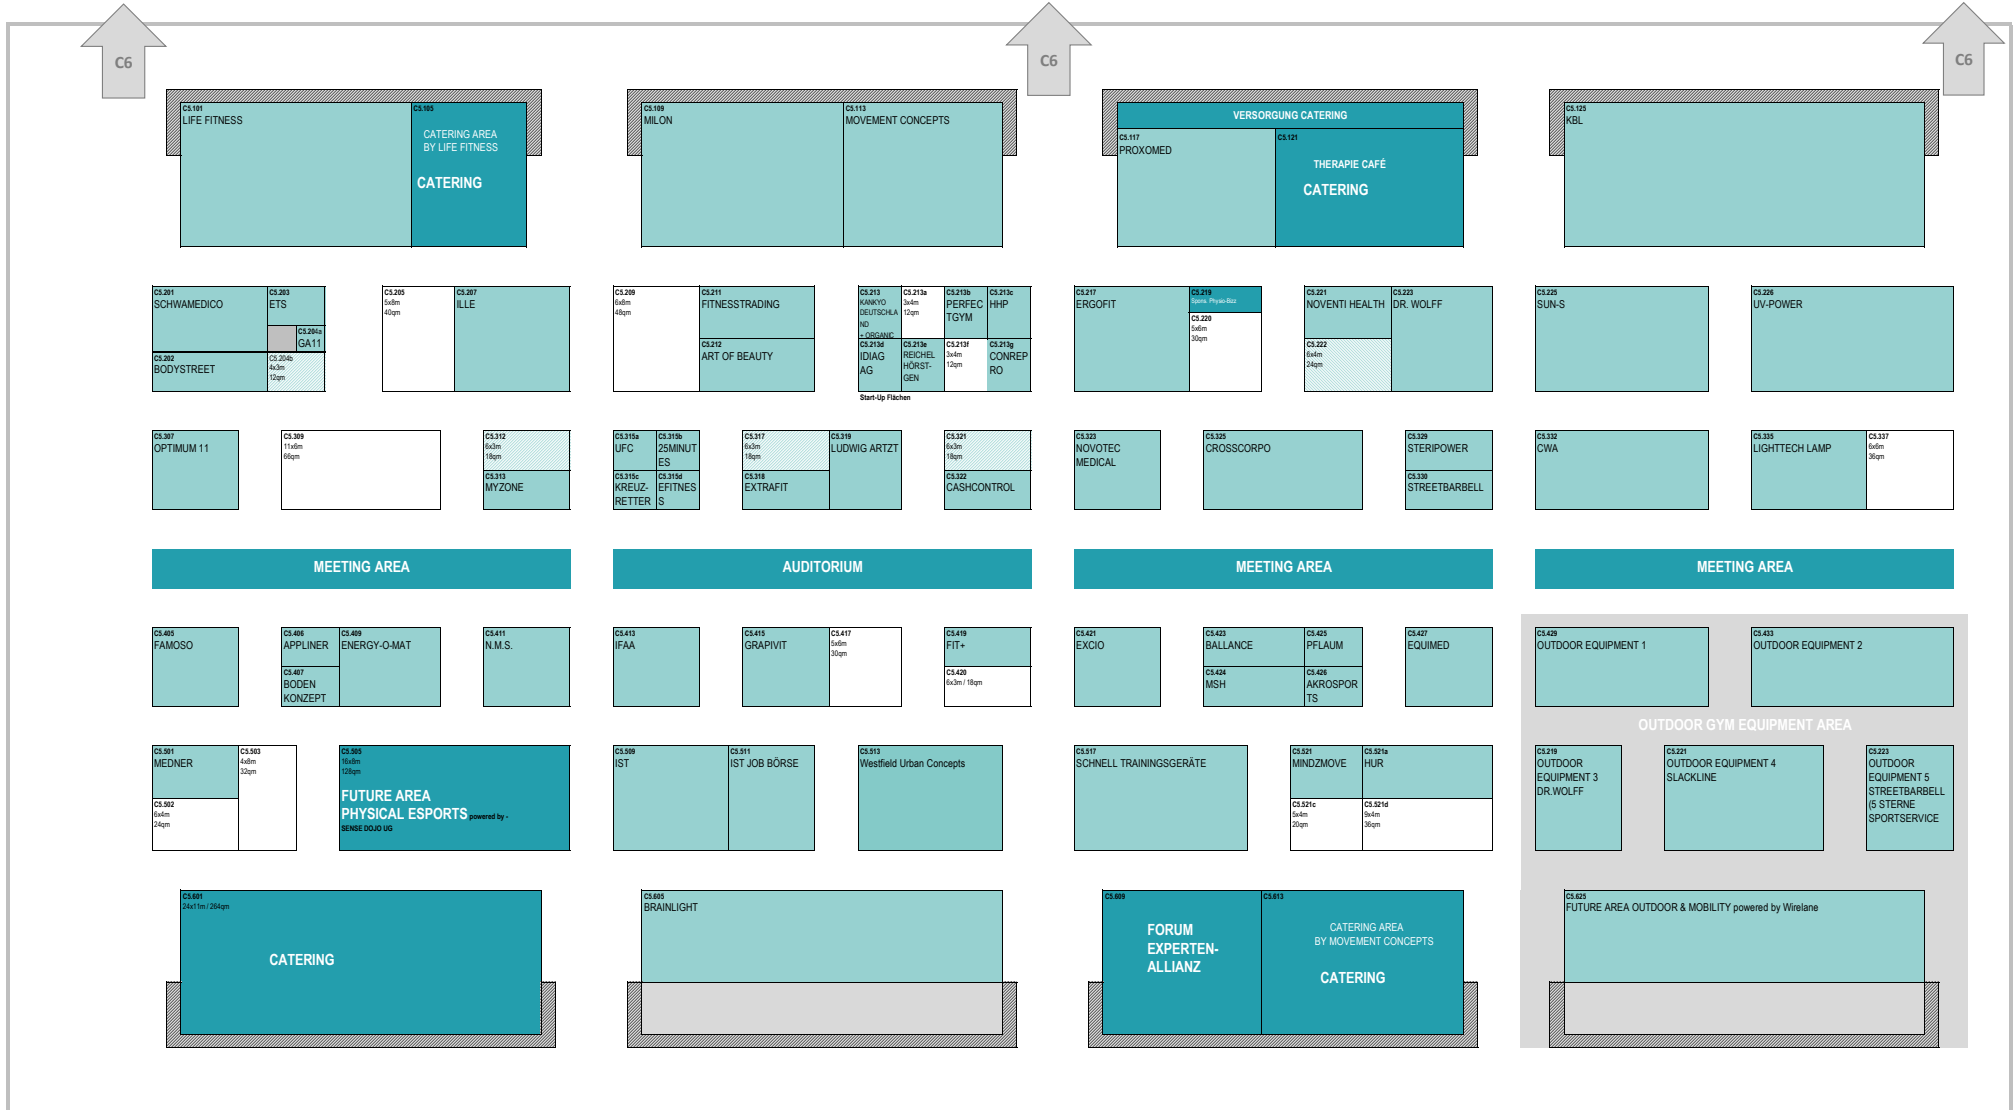 C6
C6
C6
C5.101
LIFE FITNESS
C5.105
CATERING AREA
BY LIFE FITNESS
CATERING
C5.109
MILON
C5.113
MOVEMENT CONCEPTS
VERSORGUNG CATERING
C5.117
PROXOMED
C5.121
THERAPIE CAFÉ
CATERING
C5.125
KBL
C5.201
SCHWAMEDICO
C5.203
ETS
C5.204a
GA11
C5.202
BODYSTREET
C5.204b
4x3m
12qm
C5.205
5x8m
40qm
C5.207
ILLE
C5.209
6x8m
48qm
C5.211
FITNESSTRADING
C5.212
ART OF BEAUTY
C5.213
KANKYO
DEUTSCHLA
ND
+ ORGANIC
C5.213a
3x4m
12qm
C5.213b
PERFEC
TGYM
C5.213c
HHP
C5.213d
IDIAG
AG
C5.213e
REICHEL
HÖRST-
GEN
C5.213f
3x4m
12qm
C5.213g
CONREP
RO
Start-Up Flächen
C5.217
ERGOFIT
C5.219
Spons. Physio-Bizz
C5.220
5x6m
30qm
C5.221
NOVENTI HEALTH
C5.222
6x4m
24qm
C5.223
DR. WOLFF
C5.225
SUN-S
C5.226
UV-POWER
C5.307
OPTIMUM 11
C5.309
11x6m
66qm
C5.312
6x3m
18qm
C5.313
MYZONE
C5.315a
UFC
C5.315b
25MINUT
ES
C5.315c
KREUZ-
RETTER
C5.315d
EFITNES
S
C5.317
6x3m
18qm
C5.318
EXTRAFIT
C5.319
LUDWIG ARTZT
C5.321
6x3m
18qm
C5.322
CASHCONTROL
C5.323
NOVOTEC
MEDICAL
C5.325
CROSSCORPO
C5.329
STERIPOWER
C5.330
STREETBARBELL
C5.332
CWA
C5.335
LIGHTTECH LAMP
C5.337
6x6m
36qm
MEETING AREA
AUDITORIUM
MEETING AREA
MEETING AREA
C5.405
FAMOSO
C5.406
APPLINER
C5.407
BODEN
KONZEPT
C5.409
ENERGY-O-MAT
C5.411
N.M.S.
C5.413
IFAA
C5.415
GRAPIVIT
C5.417
5x6m
30qm
C5.419
FIT+
C5.420
6x3m / 18qm
C5.421
EXCIO
C5.423
BALLANCE
C5.424
MSH
C5.425
PFLAUM
C5.426
AKROSPOR
TS
C5.427
EQUIMED
C5.429
OUTDOOR EQUIPMENT 1
C5.433
OUTDOOR EQUIPMENT 2
OUTDOOR GYM EQUIPMENT AREA
C5.501
MEDNER
C5.502
6x4m
24qm
C5.503
4x8m
32qm
C5.505
16x8m
128qm
FUTURE AREA
PHYSICAL ESPORTS powered by -
SENSE DOJO UG
C5.509
IST
C5.511
IST JOB BÖRSE
C5.513
Westfield Urban Concepts
C5.517
SCHNELL TRAININGSGERÄTE
C5.521
MINDZMOVE
C5.521a
HUR
C5.521c
5x4m
20qm
C5.521d
9x4m
36qm
C5.219
OUTDOOR
EQUIPMENT 3
DR.WOLFF
C5.221
OUTDOOR EQUIPMENT 4
SLACKLINE
C5.223
OUTDOOR
EQUIPMENT 5
STREETBARBELL
(5 STERNE
SPORTSERVICE
C5.601
24x11m / 264qm
CATERING
C5.605
BRAINLIGHT
C5.609
FORUM
EXPERTEN-
ALLIANZ
C5.613
CATERING AREA
BY MOVEMENT CONCEPTS
CATERING
C5.625
FUTURE AREA OUTDOOR & MOBILITY powered by Wirelane